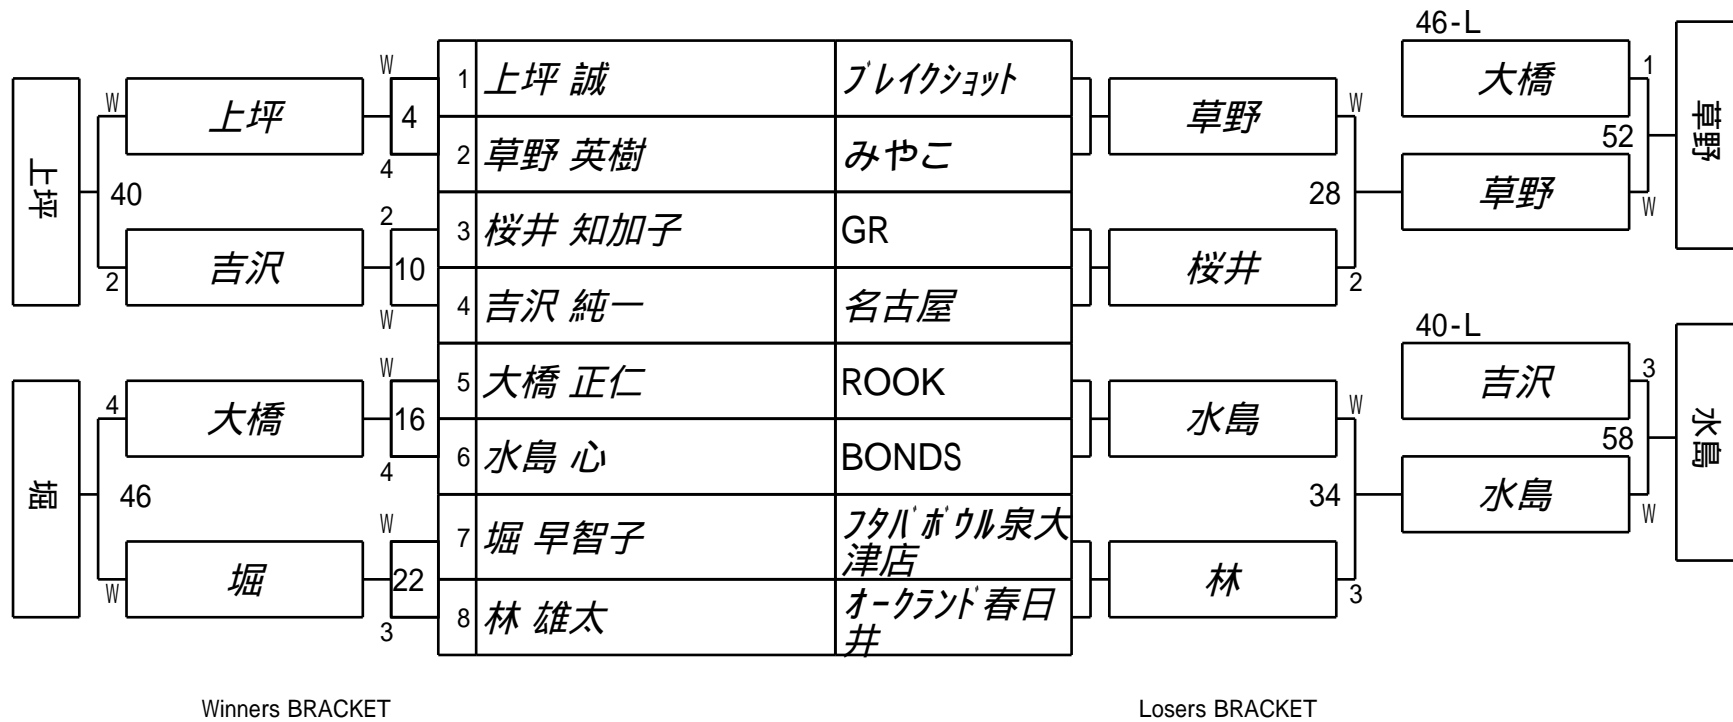 46-L
W
上坪
4
1 上坪 誠 ブレイクショット
草野
W
大橋
1
草野
W
2 草野 英樹 みやこ
4
52
上坪
40
28
草野
W
2
3 桜井 知加子 GR
吉沢
2
10
桜井
2
4 吉沢 純一 名古屋
W
40-L
W
5 大橋 正仁 ROOK
4
大橋
16
水島
W
吉沢
3
水島
6 水島 心 BONDS
4
58
堀
46
34
水島
W
W
7 堀 早智子 フタバボウル泉大
津店
堀
W
22
林
3
8 林 雄太 オークランド春日
井
3
Winners BRACKET
Losers BRACKET